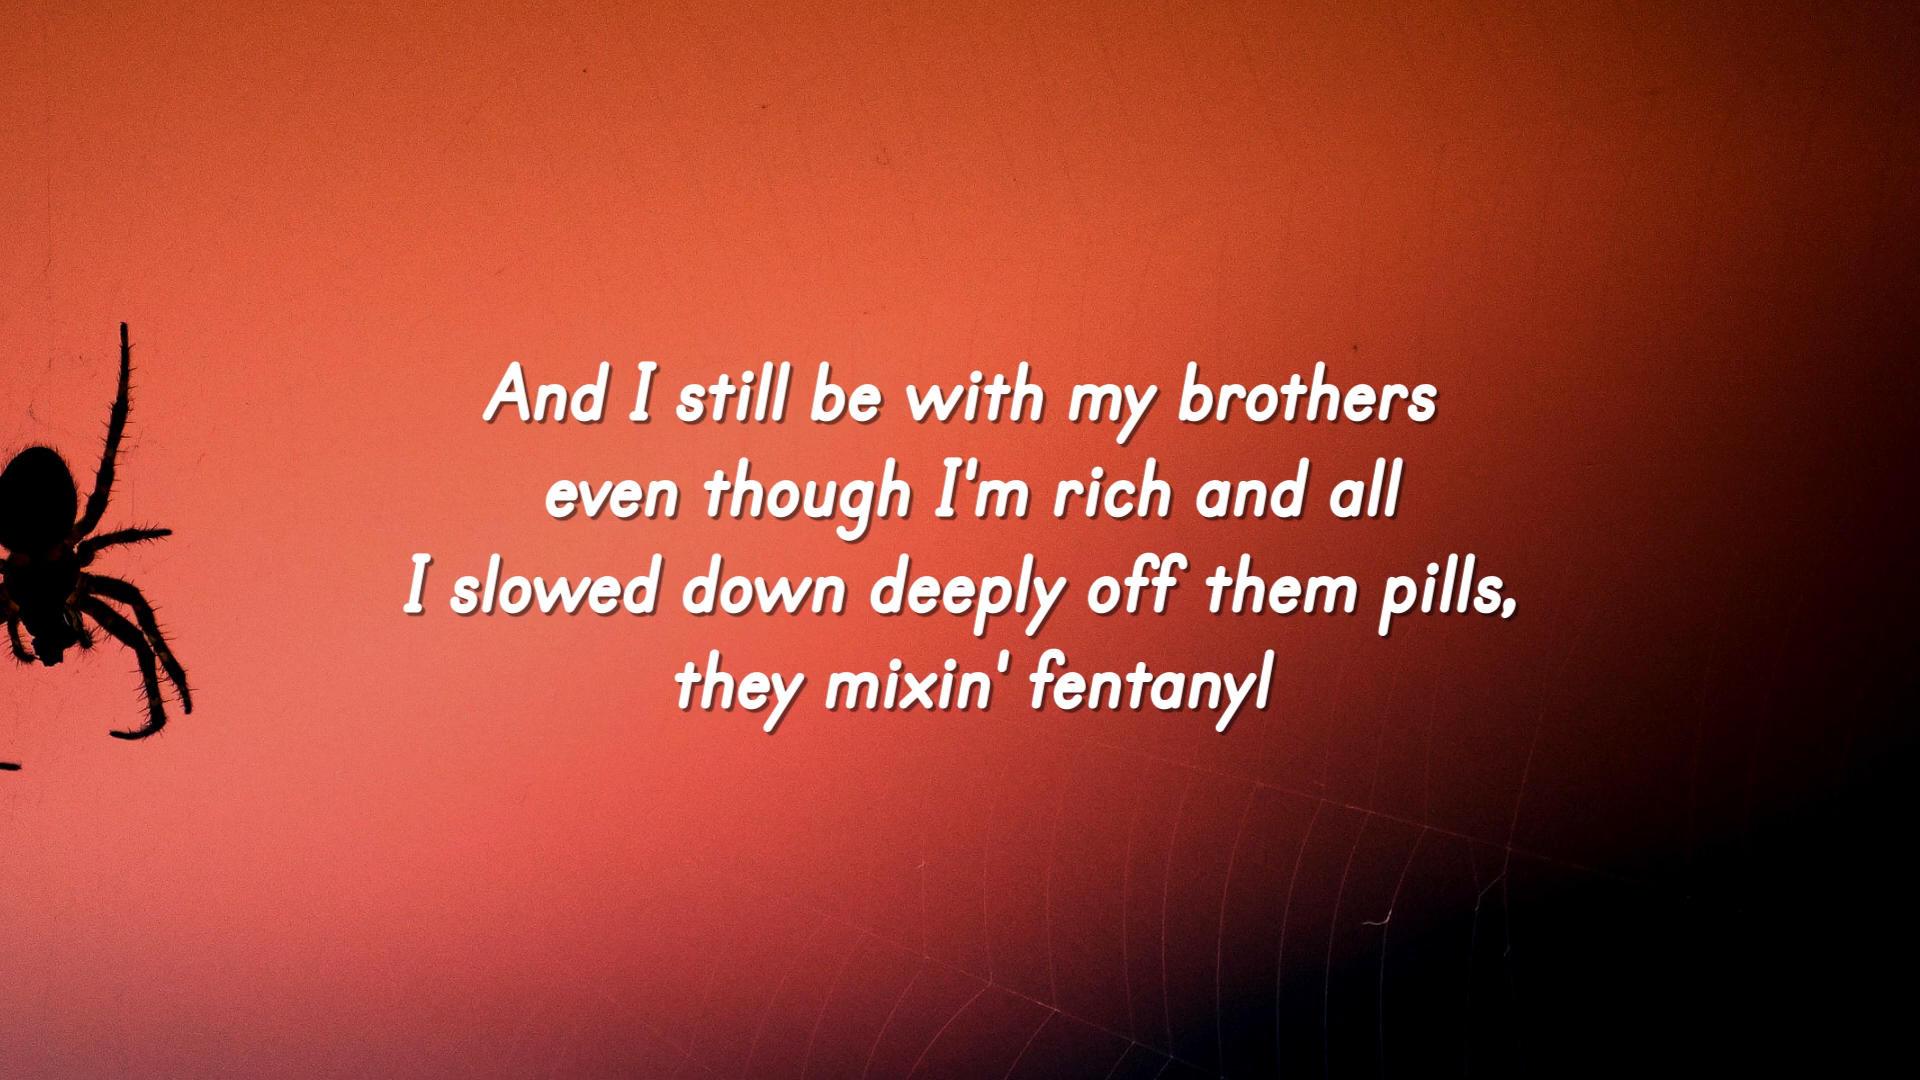 And I still be with my brothers
even though I'm rich and all
I slowed down deeply off them pills,
they mixin' fentanyl